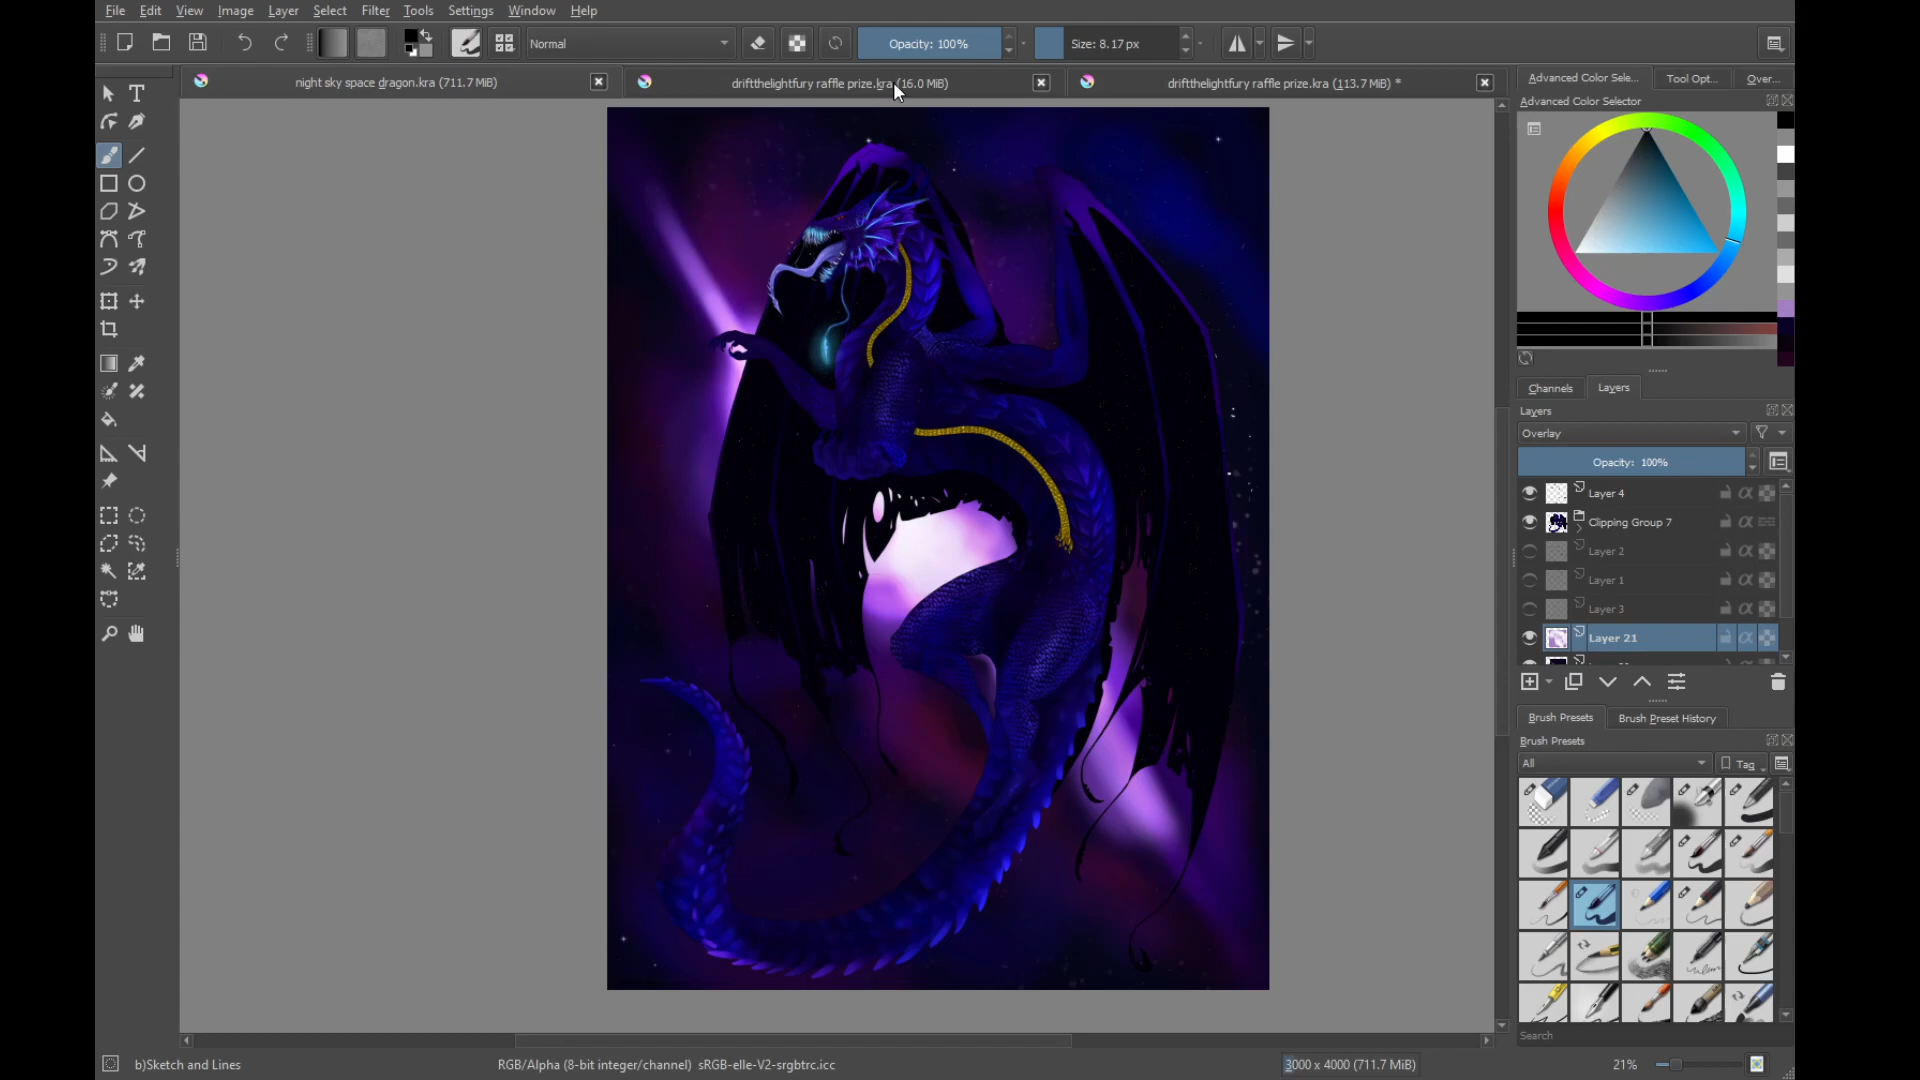 File Edit View Image Layer Select Filter Tools Settings Window Help
Normal
Opacity: 100%
Size: 8.17 px
night sky space dragon.kra (711.7 MiB)
driftthelightfury raffle prize.kra (16.0 MiB)
driftthelightfury raffle prize.kra (113.7 MiB) *
Advanced Color Sele... Tool Opt... Over...
Advanced Color Selector
Channels Layers
Layers
Overlay
Opacity: 100%
Layer 4
Clipping Group 7
Layer 2
Layer 1
Layer 3
Layer 21
Brush Presets Brush Preset History
Brush Presets
All Tag
Search
b)Sketch and Lines
RGB/Alpha (8-bit integer/channel) sRGB-elle-V2-srgbtrc.icc
3000 x 4000 (711.7 MiB)
21%